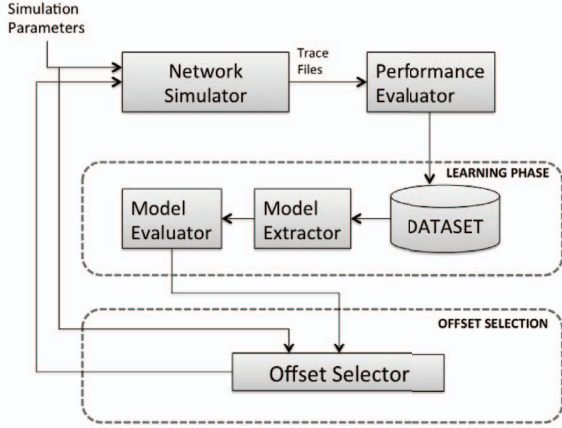 Simulation
Parameters
Network
Simulator
Trace
Files
Performance
Evaluator
LEARNING PHASE
Model
Evaluator
Model
Extractor
DATASET
OFFSET SELECTION
Offset Selector